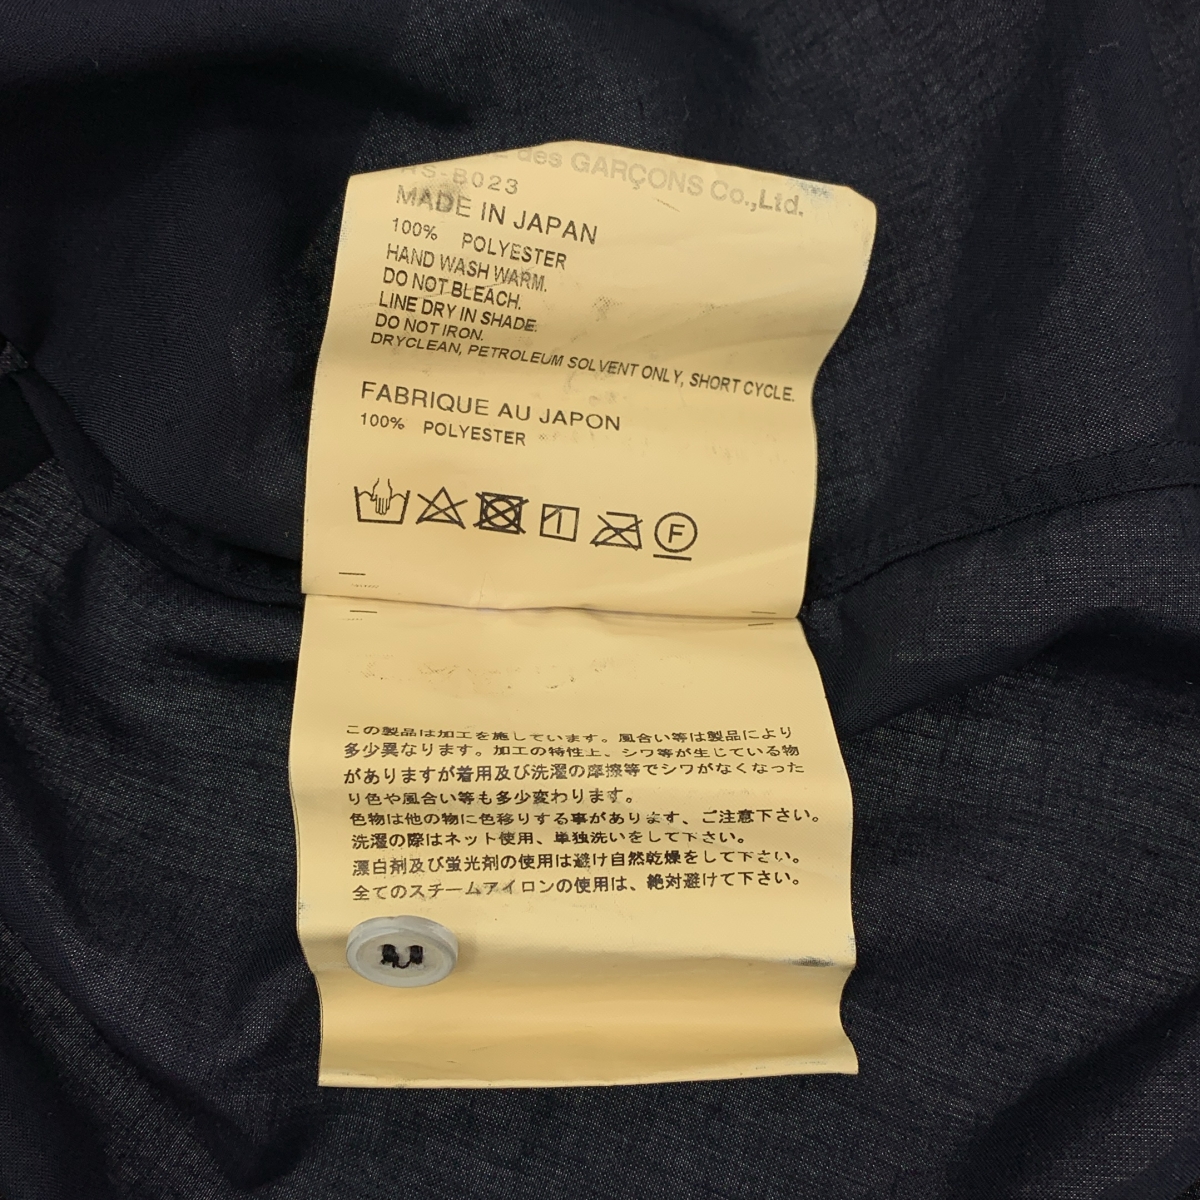 des GARÇONS Co.,Ltd.
S-B023
MADE IN JAPAN
100% POLYESTER
HAND WASH WARM.
DO NOT BLEACH.
LINE DRY IN SHADE.
DO NOT IRON.
DRYCLEAN, PETROLEUM SOLVENT ONLY, SHORT CYCLE.
FABRIQUE AU JAPON
100% POLYESTER
F
この製品は加工を施しています。風合い等は製品により
多少異なります。加工の特性上、シワ等が生じている物
がありますが着用及び洗濯の摩擦等でシワがなくなった
り色や風合い等も多少変わります。
色物は他の物に色移りする事があります、ご注意下さい。
洗濯の際はネット使用、単独洗いをして下さい。
漂白剤及び蛍光剤の使用は避け自然乾燥をして下さい。
全てのスチームアイロンの使用は、絶対避けて下さい。